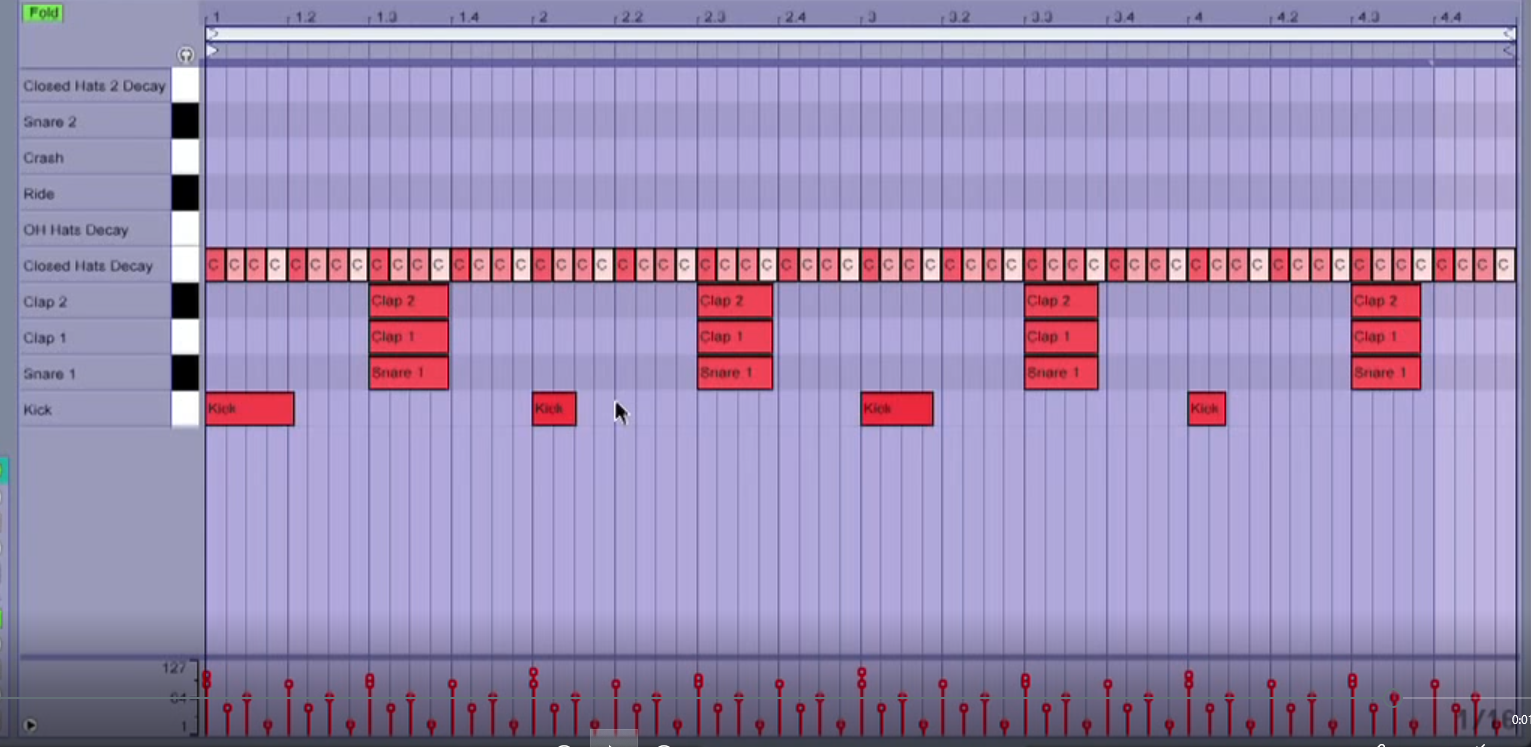 Fold
1 1.2 1.3 1.4 2 2.2 2.3 2.4 3 3.2 3.3 3.4 4 4.2 4.3 4.4
Closed Hats 2 Decay
Snare 2
Crash
Ride
OH Hats Decay
Closed Hats Decay C C C C C C C C C C C C C C C C C C C C C C C C C C C C C C C C C C C C C C C C C C C C C C C C C C C C C C C C C C C C C C C C
Clap 2 Clap 2 Clap 2 Clap 2 Clap 2
Clap 1 Clap 1 Clap 1 Clap 1 Clap 1
Snare 1 Snare 1 Snare 1 Snare 1 Snare 1
Kick Kick Kick Kick Kick
127
64
1 1/16
0:01